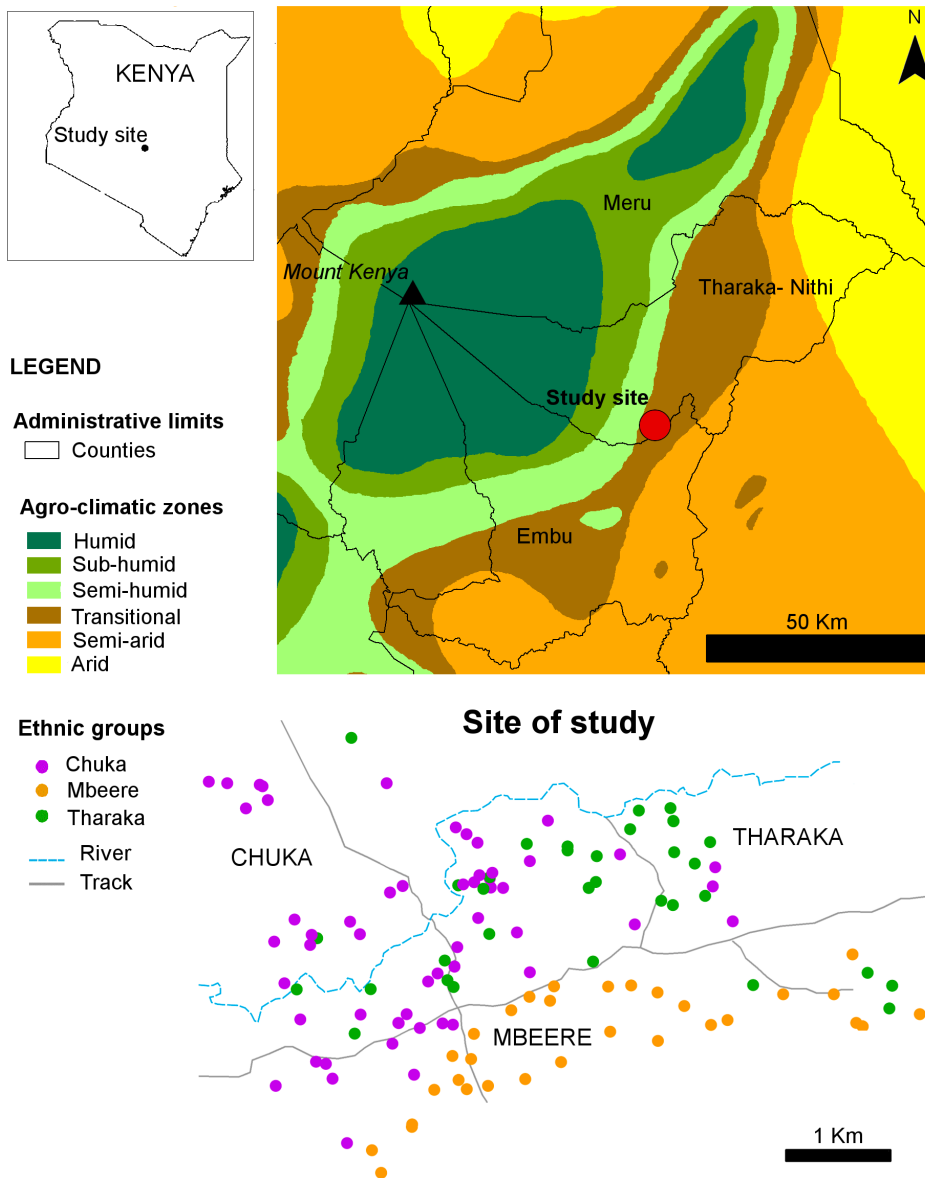 KENYA
Study site
N
Meru
Mount Kenya
Tharaka- Nithi
Study site
Embu
50 Km
LEGEND
Administrative limits
Counties
Agro-climatic zones
Humid
Sub-humid
Semi-humid
Transitional
Semi-arid
Arid
Ethnic groups
Chuka
Mbeere
Tharaka
River
Track
Site of study
CHUKA
THARAKA
MBEERE
1 Km